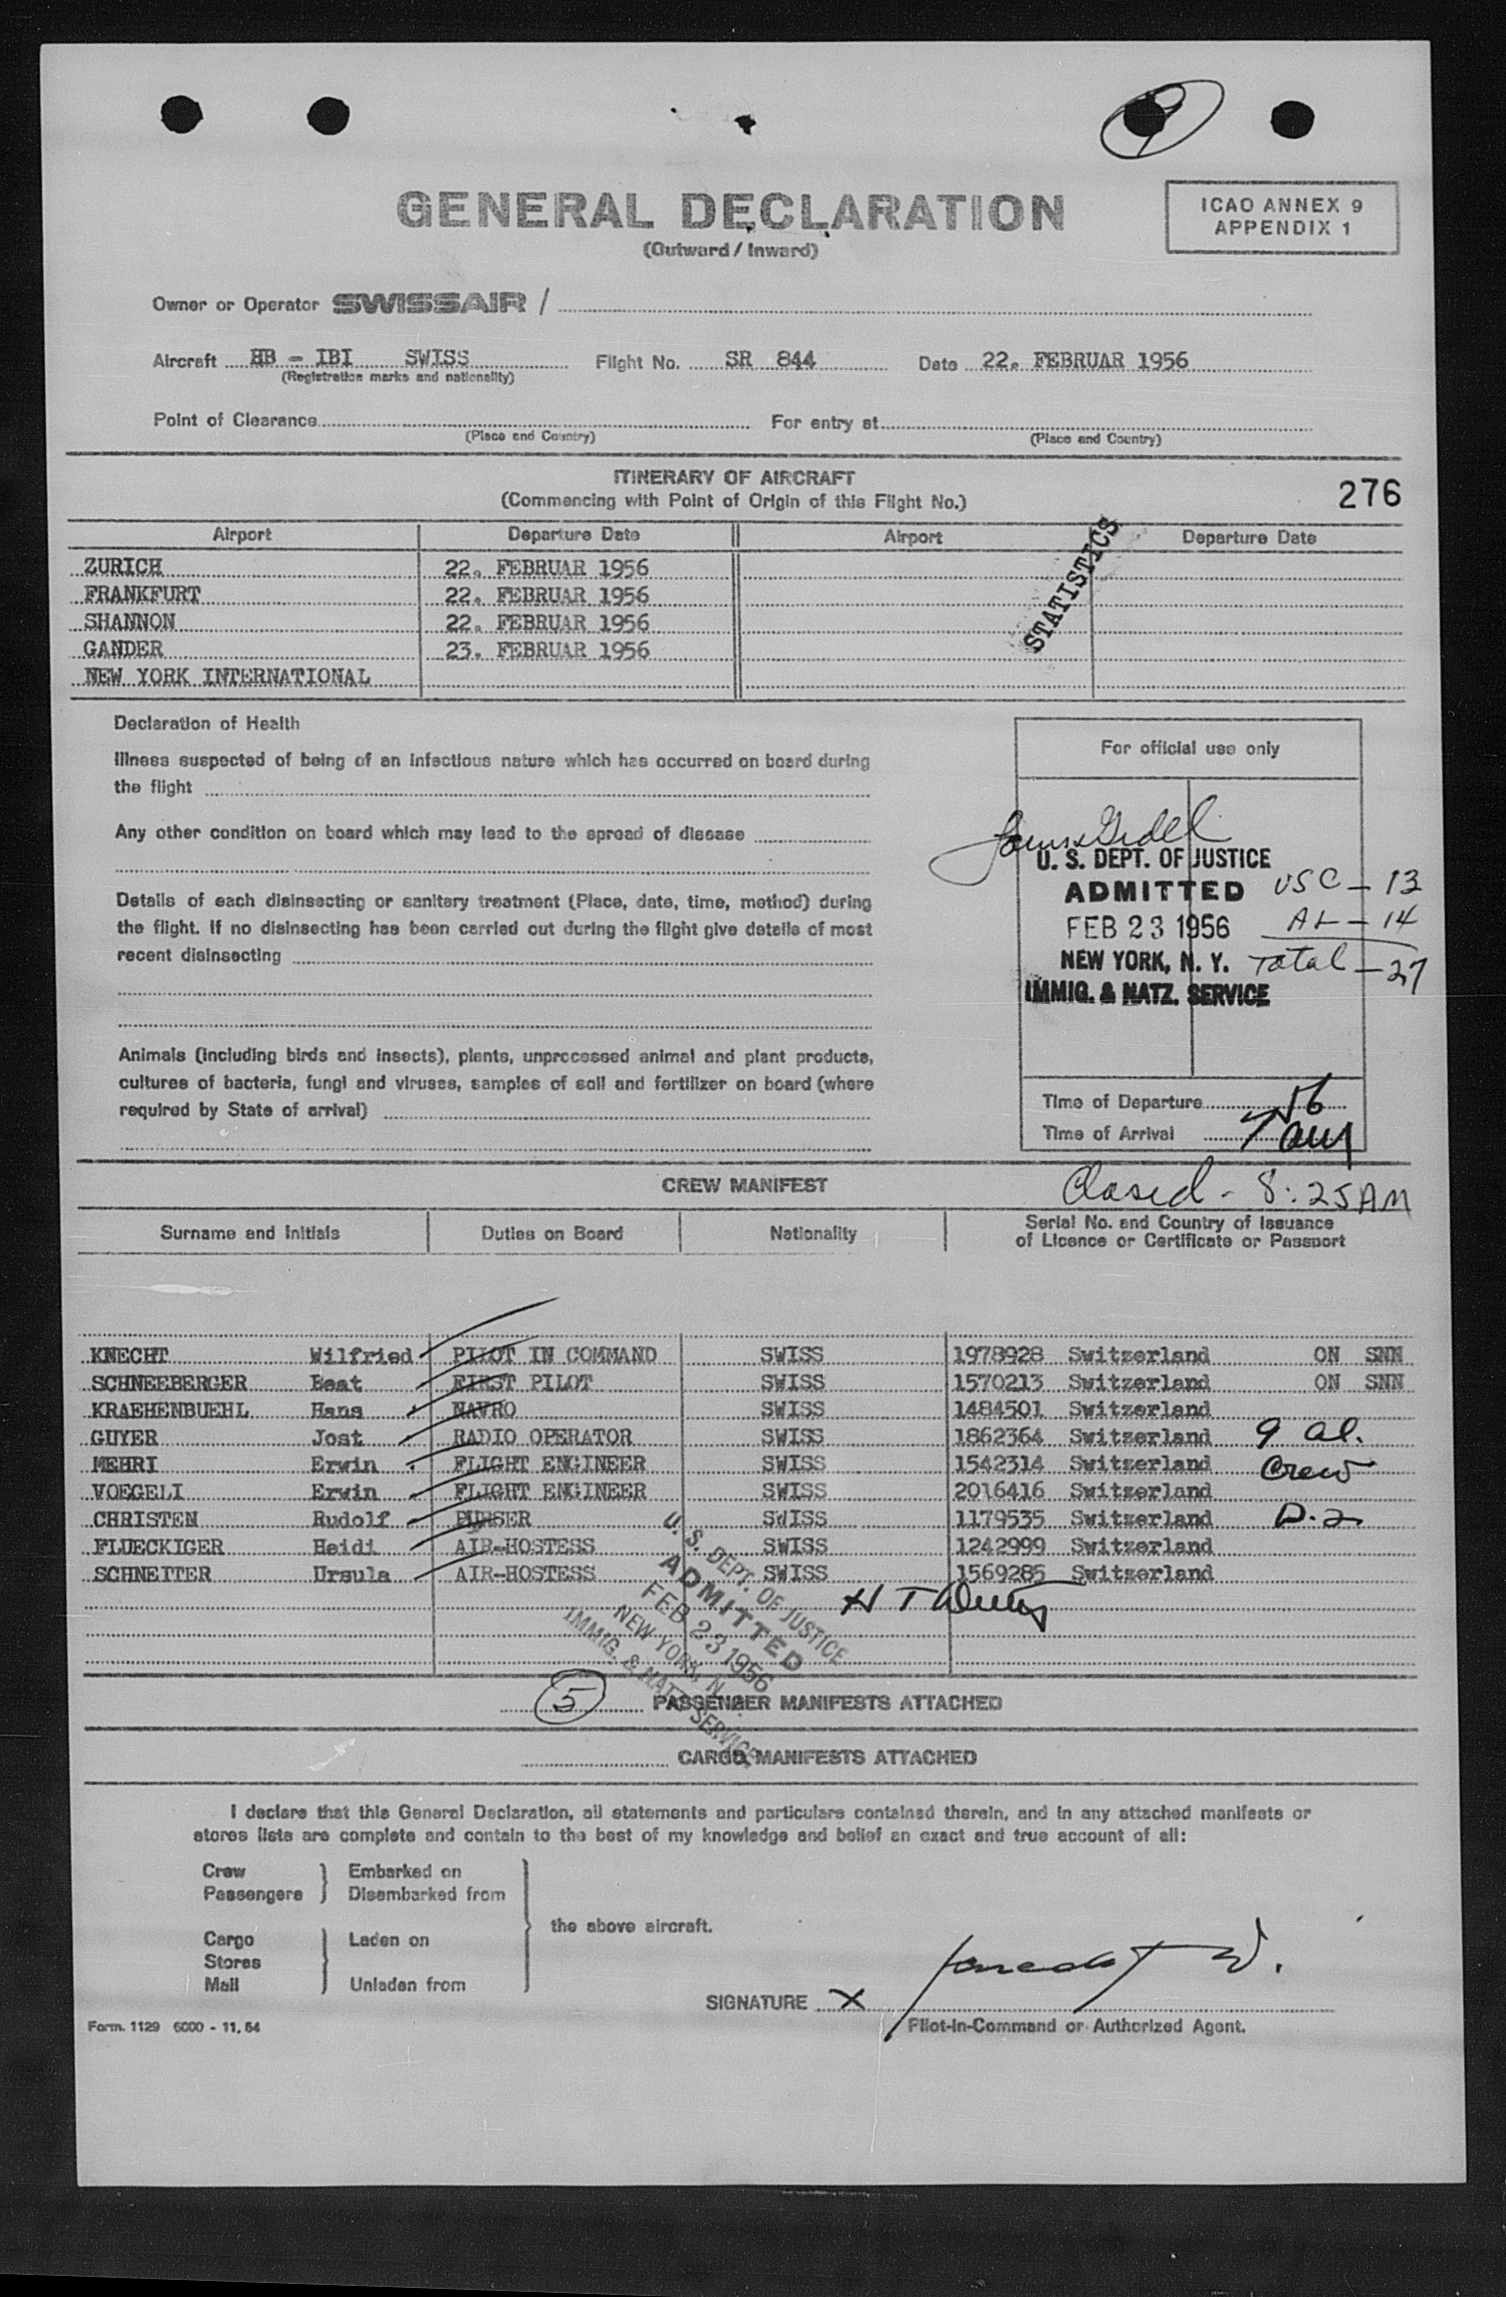 9
GENERAL DECLARATION
(Outward / Inward)
ICAO ANNEX 9
APPENDIX 1
Owner or Operator SWISSAIR /
Aircraft HB - IBI SWISS Flight No. SR 844 Date 22. FEBRUAR 1956
(Registration marks and nationality)
Point of Clearance For entry at
(Place and Country) (Place and Country)
ITINERARY OF AIRCRAFT
(Commencing with Point of Origin of this Flight No.)
276
Airport Departure Date Airport Departure Date
ZURICH 22. FEBRUAR 1956
FRANKFURT 22. FEBRUAR 1956
SHANNON 22. FEBRUAR 1956
GANDER 23. FEBRUAR 1956
NEW YORK INTERNATIONAL
STATISTICS
Declaration of Health
Illness suspected of being of an infectious nature which has occurred on board during
the flight
Any other condition on board which may lead to the spread of disease
Details of each disinsecting or sanitary treatment (Place, date, time, method) during
the flight. If no disinsecting has been carried out during the flight give details of most
recent disinsecting
Animals (including birds and insects), plants, unprocessed animal and plant products,
cultures of bacteria, fungi and viruses, samples of soil and fertilizer on board (where
required by State of arrival)
For official use only
U. S. DEPT. OF JUSTICE
ADMITTED USC - 13
FEB 23 1956 AL - 14
NEW YORK, N. Y. Total - 27
IMMIG. & NATZ. SERVICE
Time of Departure
Time of Arrival
Closed - 8:25 AM
CREW MANIFEST
Surname and Initials Duties on Board Nationality Serial No. and Country of Issuance
of Licence or Certificate or Passport
KNECHT Wilfried PILOT IN COMMAND SWISS 1978928 Switzerland ON SNN
SCHNEEBERGER Beat FIRST PILOT SWISS 1570213 Switzerland ON SNN
KRAEHENBUEHL Hans NAVRO SWISS 1484501 Switzerland
GUYER Jost RADIO OPERATOR SWISS 1862364 Switzerland 9 al.
MEHRI Erwin FLIGHT ENGINEER SWISS 1542314 Switzerland Crew
VOEGELI Erwin FLIGHT ENGINEER SWISS 2016416 Switzerland
CHRISTEN Rudolf PURSER SWISS 1179535 Switzerland D-2
FLUECKIGER Heidi AIR-HOSTESS SWISS 1242999 Switzerland
SCHNEITER Ursula AIR-HOSTESS SWISS 1569285 Switzerland
U. S. DEPT. OF JUSTICE
ADMITTED
FEB 23 1956
NEW YORK, N. Y.
IMMIG. & NATZ. SERVICE
5 PASSENGER MANIFESTS ATTACHED
CARGO MANIFESTS ATTACHED
I declare that this General Declaration, all statements and particulars contained therein, and in any attached manifests or
stores lists are complete and contain to the best of my knowledge and belief an exact and true account of all:
Crew Embarked on
Passengers Disembarked from
the above aircraft.
Cargo Laden on
Stores
Mail Unladen from
SIGNATURE X
Pilot-in-Command or Authorized Agent.
Form. 1129 6000 - 11.54